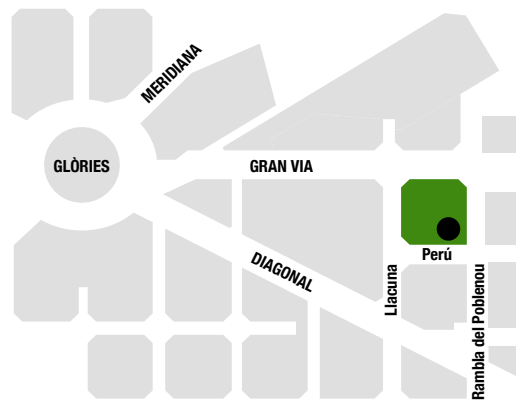 MERIDIANA
GLÒRIES
GRAN VIA
DIAGONAL
Perú
Llacuna
Rambla del Poblenou